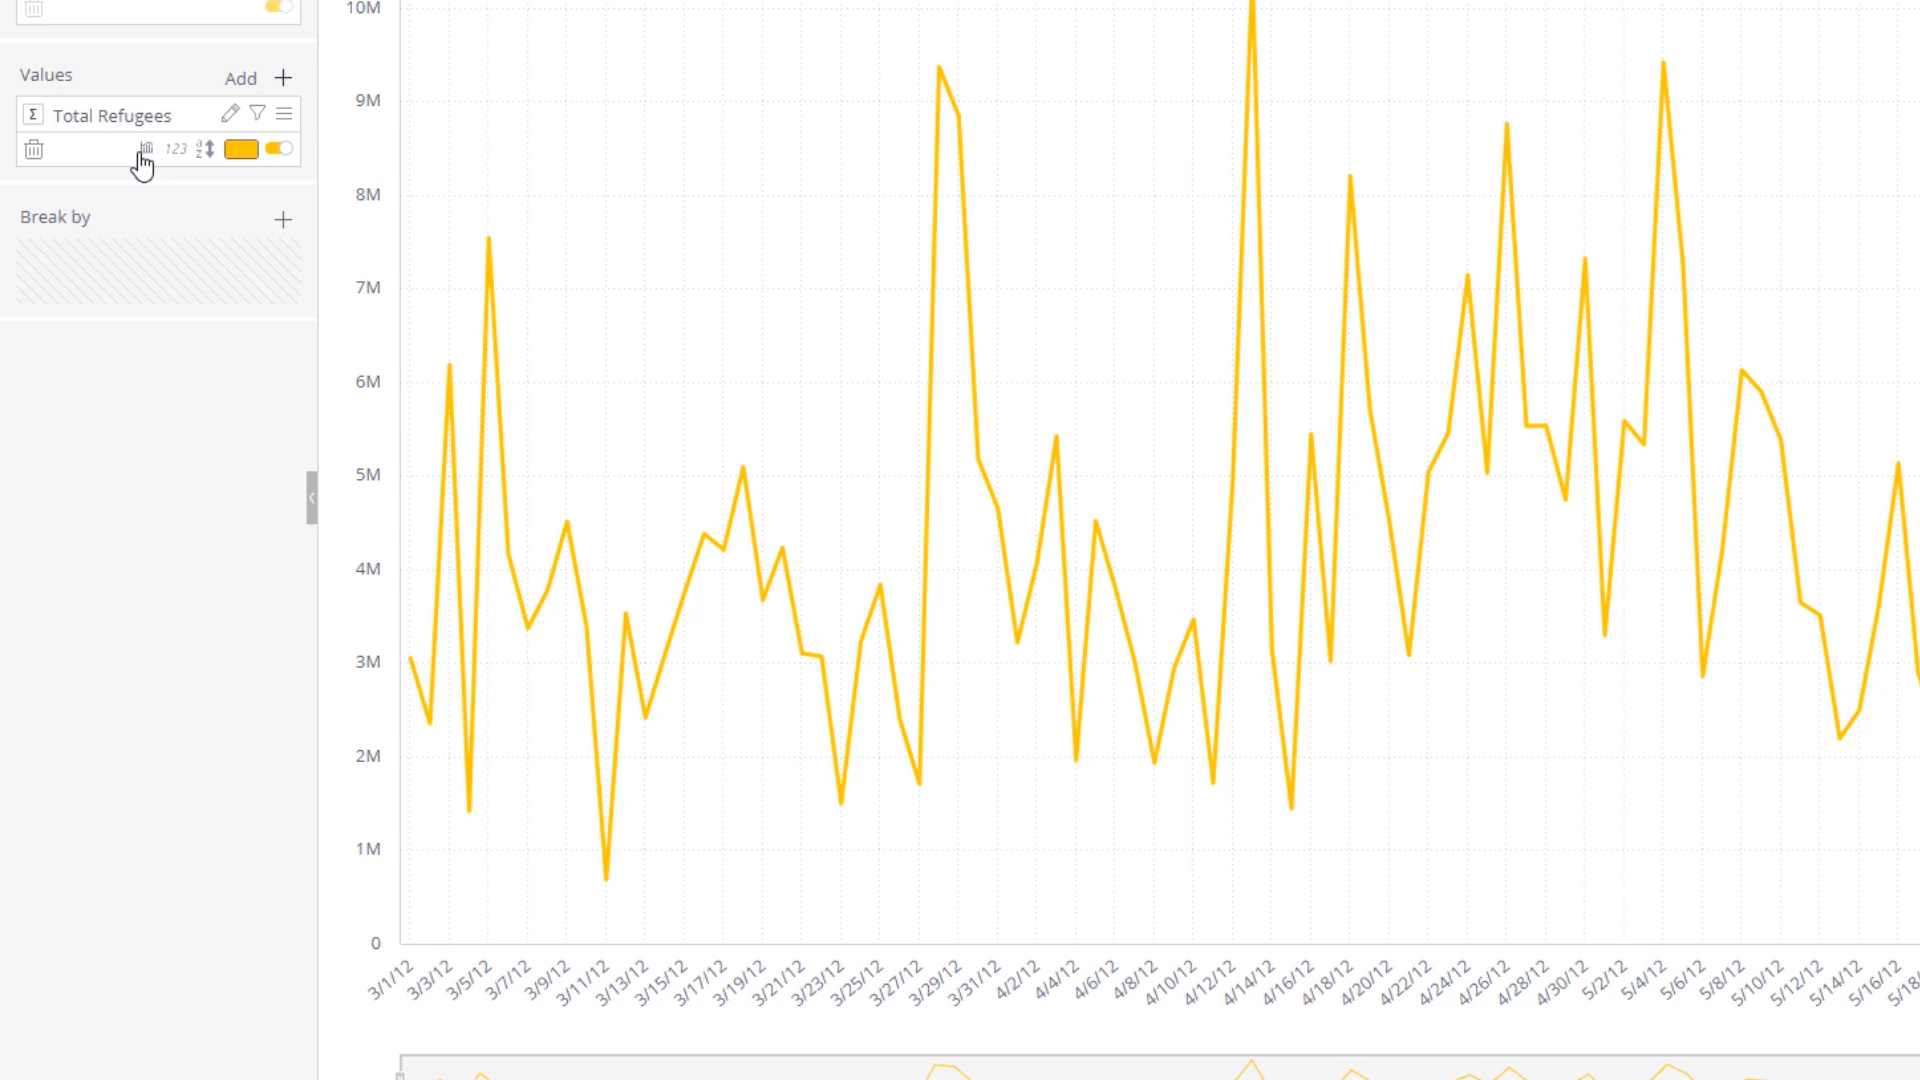 10M
Values
Add
Σ Total Refugees
123
a
z
Break by
9M
8M
7M
6M
5M
4M
3M
2M
1M
0
3/1/12
3/3/12
3/5/12
3/7/12
3/9/12
3/11/12
3/13/12
3/15/12
3/17/12
3/19/12
3/21/12
3/23/12
3/25/12
3/27/12
3/29/12
3/31/12
4/2/12
4/4/12
4/6/12
4/8/12
4/10/12
4/12/12
4/14/12
4/16/12
4/18/12
4/20/12
4/22/12
4/24/12
4/26/12
4/28/12
4/30/12
5/2/12
5/4/12
5/6/12
5/8/12
5/10/12
5/12/12
5/14/12
5/16/12
5/18/